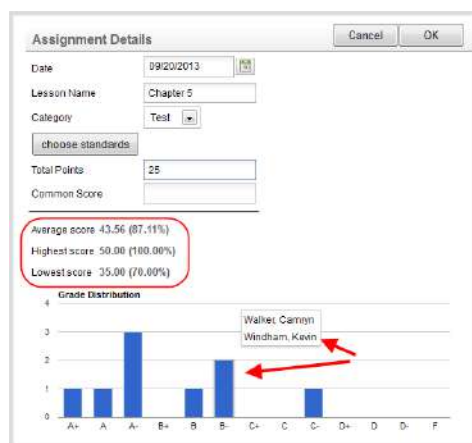 Assignment Details
Cancel
OK
Date
09/20/2013
Lesson Name
Chapter 5
Category
Test
choose standards
Total Points
25
Common Score
Average score 43.56 (87.11%)
Highest score 50.00 (100.00%)
Lowest score 35.00 (70.00%)
Grade Distribution
4
3
2
1
0
Walker, Camryn
Windham, Kevin
A+ A A- B+ B B- C+ C C- D+ D D- F